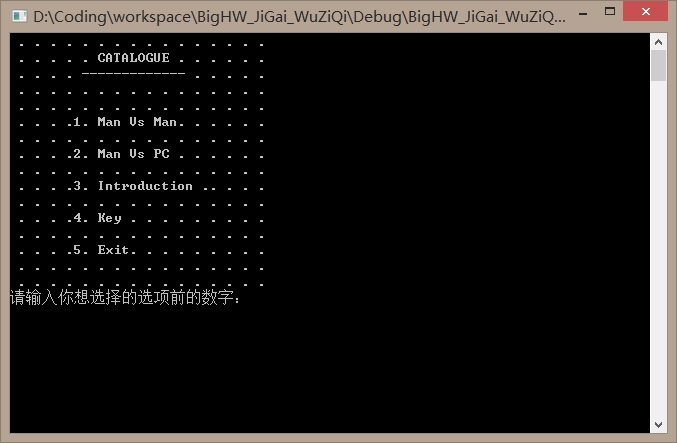 D:\Coding\workspace\BigHW_JiGai_WuZiQi\Debug\BigHW_JiGai_WuZiQ...
. . . . . . . . . . . . . . . .
. . . . . CATALOGUE . . . . . .
. . . . ------------- . . . . .
. . . . . . . . . . . . . . . .
. . . . . . . . . . . . . . . .
. . . .1. Man Vs Man. . . . . .
. . . . . . . . . . . . . . . .
. . . .2. Man Vs PC . . . . . .
. . . . . . . . . . . . . . . .
. . . .3. Introduction .. . . .
. . . . . . . . . . . . . . . .
. . . .4. Key . . . . . . . . .
. . . . . . . . . . . . . . . .
. . . .5. Exit. . . . . . . . .
. . . . . . . . . . . . . . . .
. . . . . . . . . . . . . . . .
请输入你想选择的选项前的数字: